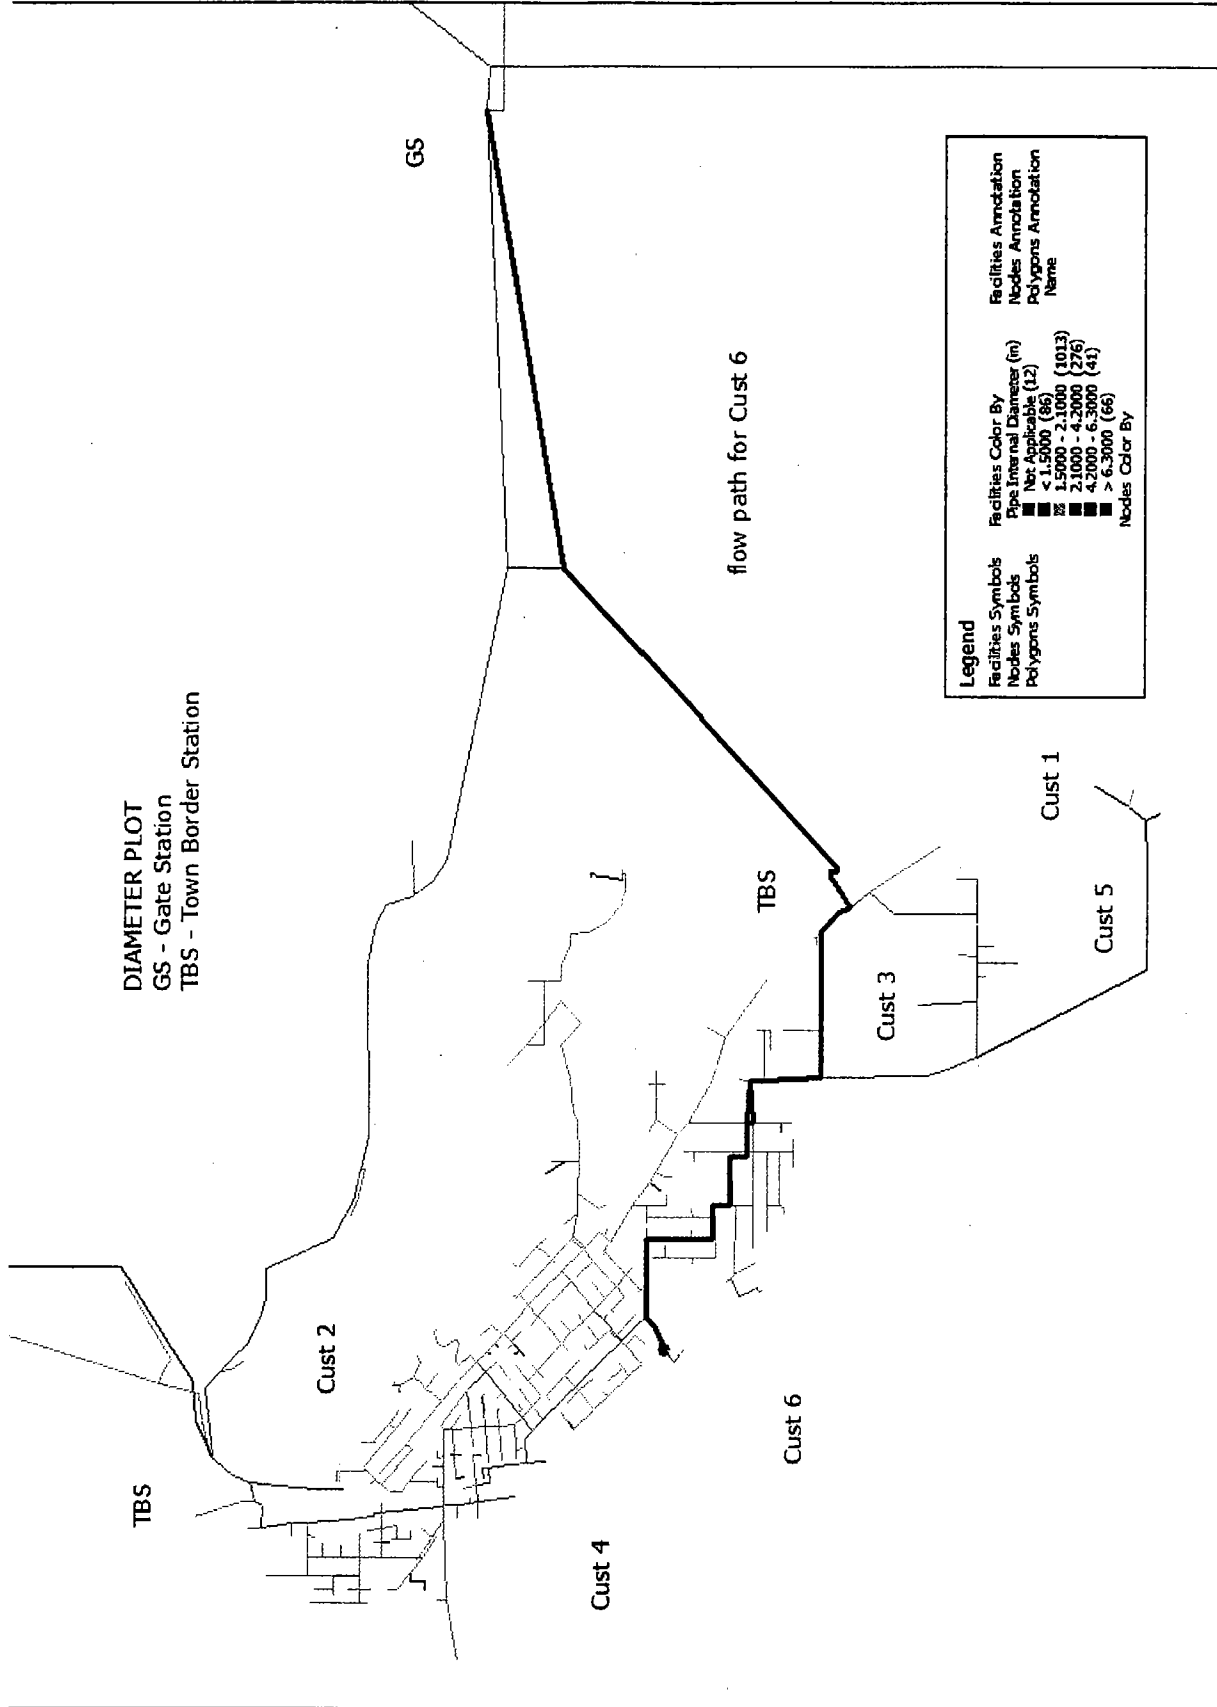 DIAMETER PLOT
GS - Gate Station
TBS - Town Border Station
GS
TBS
Cust 2
TBS
flow path for Cust 6
Cust 3
Cust 1
Cust 5
Cust 4
Cust 6
Legend
Facilities Symbols
Nodes Symbols
Polygons Symbols
Facilities Color By
Pipe Internal Diameter (in)
Not Applicable (12)
< 1.5000 (86)
1.5000 - 2.1000 (1013)
2.1000 - 4.2000 (276)
4.2000 - 6.3000 (41)
> 6.3000 (66)
Nodes Color By
Facilities Annotation
Nodes Annotation
Polygons Annotation
Name